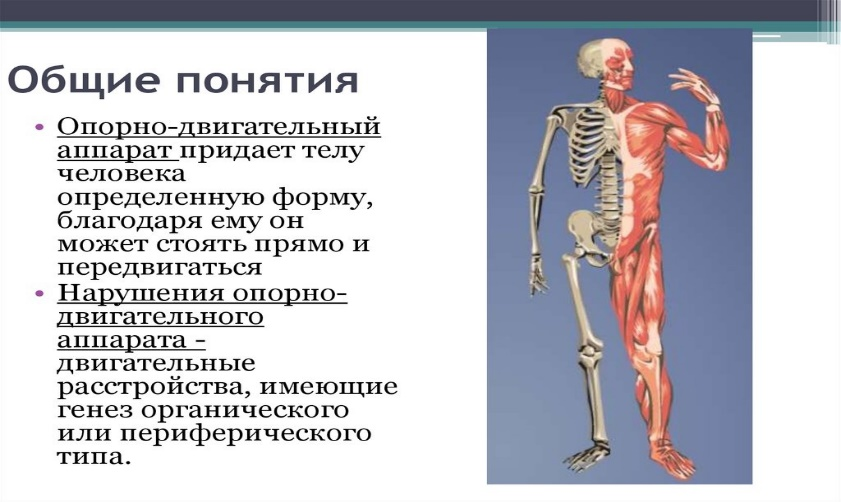 Общие понятия
• Опорно-двигательный
аппарат придает телу
человека
определенную форму,
благодаря ему он
может стоять прямо и
передвигаться
• Нарушения опорно-
двигательного
аппарата -
двигательные
расстройства, имеющие
генез органического
или периферического
типа.